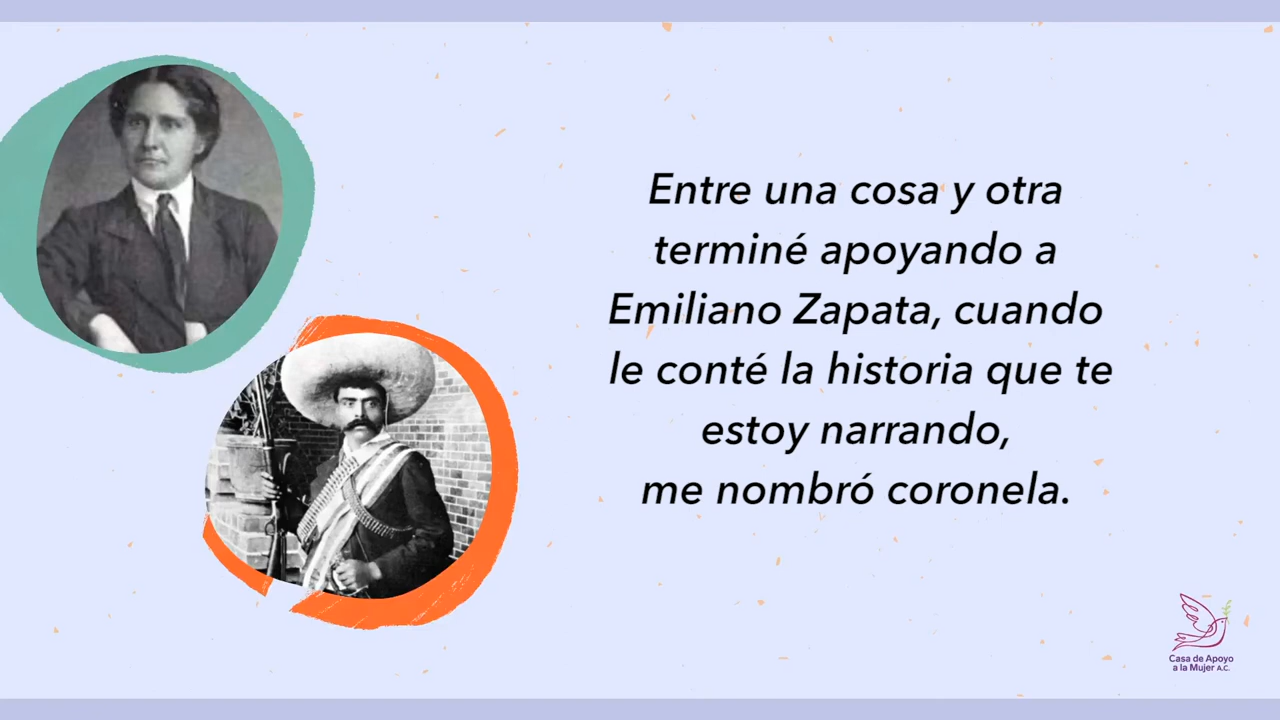 Entre una cosa y otra
terminé apoyando a
Emiliano Zapata, cuando
le conté la historia que te
estoy narrando,
me nombró coronela.
Casa de Apoyo
a la Mujer A.C.